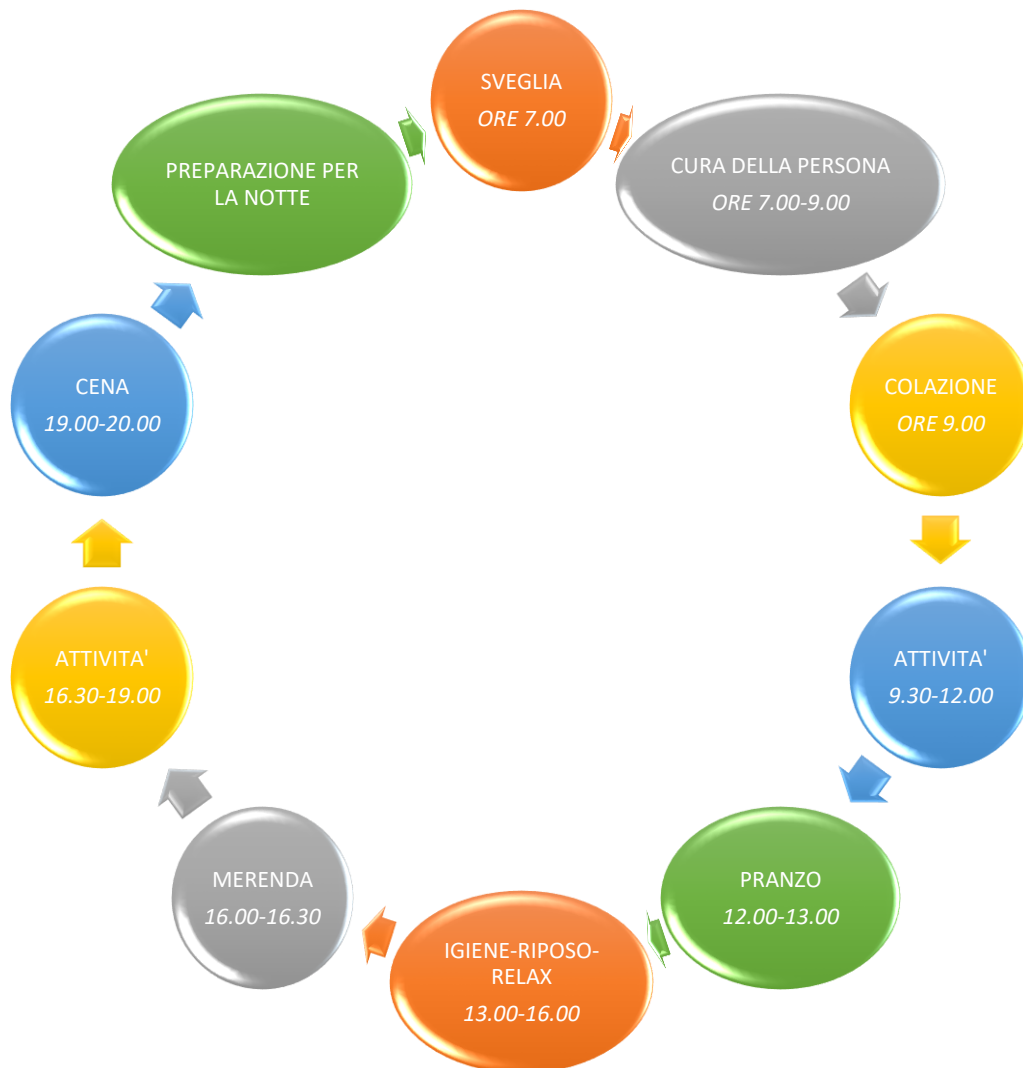 SVEGLIA
ORE 7.00
CURA DELLA PERSONA
ORE 7.00-9.00
COLAZIONE
ORE 9.00
ATTIVITA'
9.30-12.00
PRANZO
12.00-13.00
IGIENE-RIPOSO-
RELAX
13.00-16.00
MERENDA
16.00-16.30
ATTIVITA'
16.30-19.00
CENA
19.00-20.00
PREPARAZIONE PER
LA NOTTE